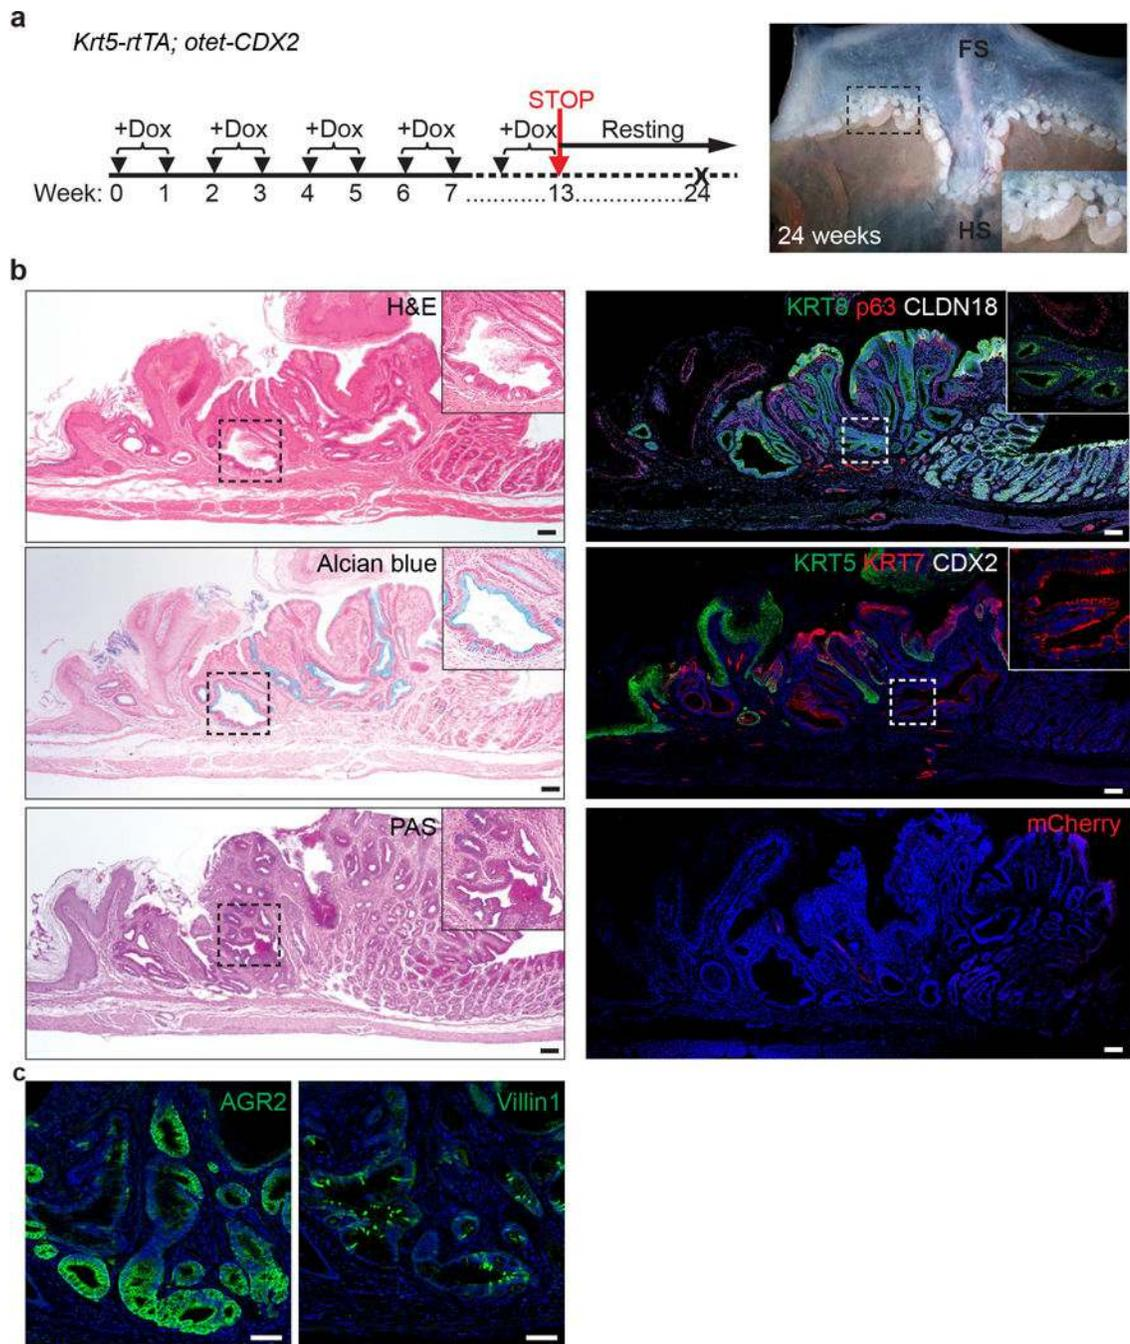 a
Krt5-rtTA; otet-CDX2
STOP
+Dox +Dox +Dox +Dox +Dox Resting
Week: 0 1 2 3 4 5 6 7 ............13..................24
X
FS
HS
24 weeks
b
H&E
KRT8 p63 CLDN18
Alcian blue
KRT5 KRT7 CDX2
PAS
mCherry
c
AGR2
Villin1